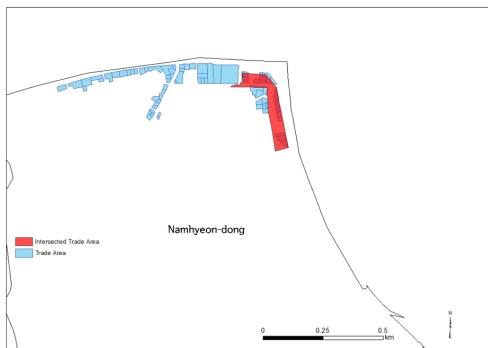 Namhyeon-dong
Intersected Trade Area
Trade Area
N
0 0.25 0.5
km